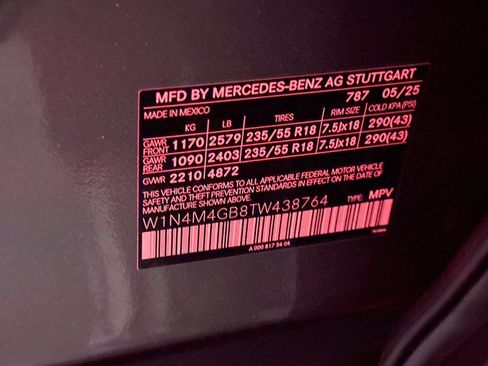 MFD BY MERCEDES-BENZ AG STUTTGART
MADE IN MEXICO 787 05/25
KG LB TIRES RIM SIZE COLD KPA(PSI)
GAWR FRONT 1170 2579 235/55 R18 7.5Jx18 290(43)
GAWR REAR 1090 2403 235/55 R18 7.5Jx18 290(43)
GVWR 2210 4872
THIS VEHICLE CONFORMS TO ALL APPLICABLE FEDERAL MOTOR VEHICLE
SAFETY STANDARDS IN EFFECT ON THE DATE OF
MANUFACTURE SHOWN ABOVE.
W1N4M4GB8TW438764 TYPE: MPV
A 000 817 54 04